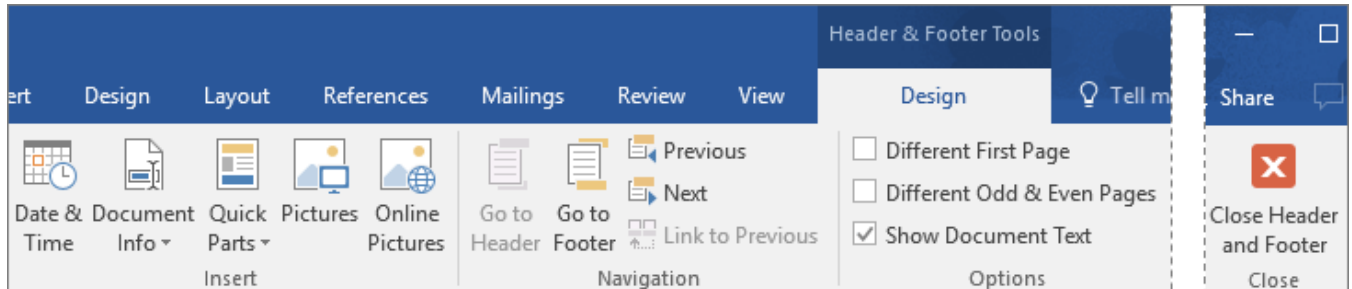 Header & Footer Tools
ert Design Layout References Mailings Review View Design Tell m Share
Date & Time
Document Info
Quick Parts
Pictures
Online Pictures
Insert
Go to Header
Go to Footer
Previous
Next
Link to Previous
Navigation
Different First Page
Different Odd & Even Pages
Show Document Text
Options
Close Header and Footer
Close